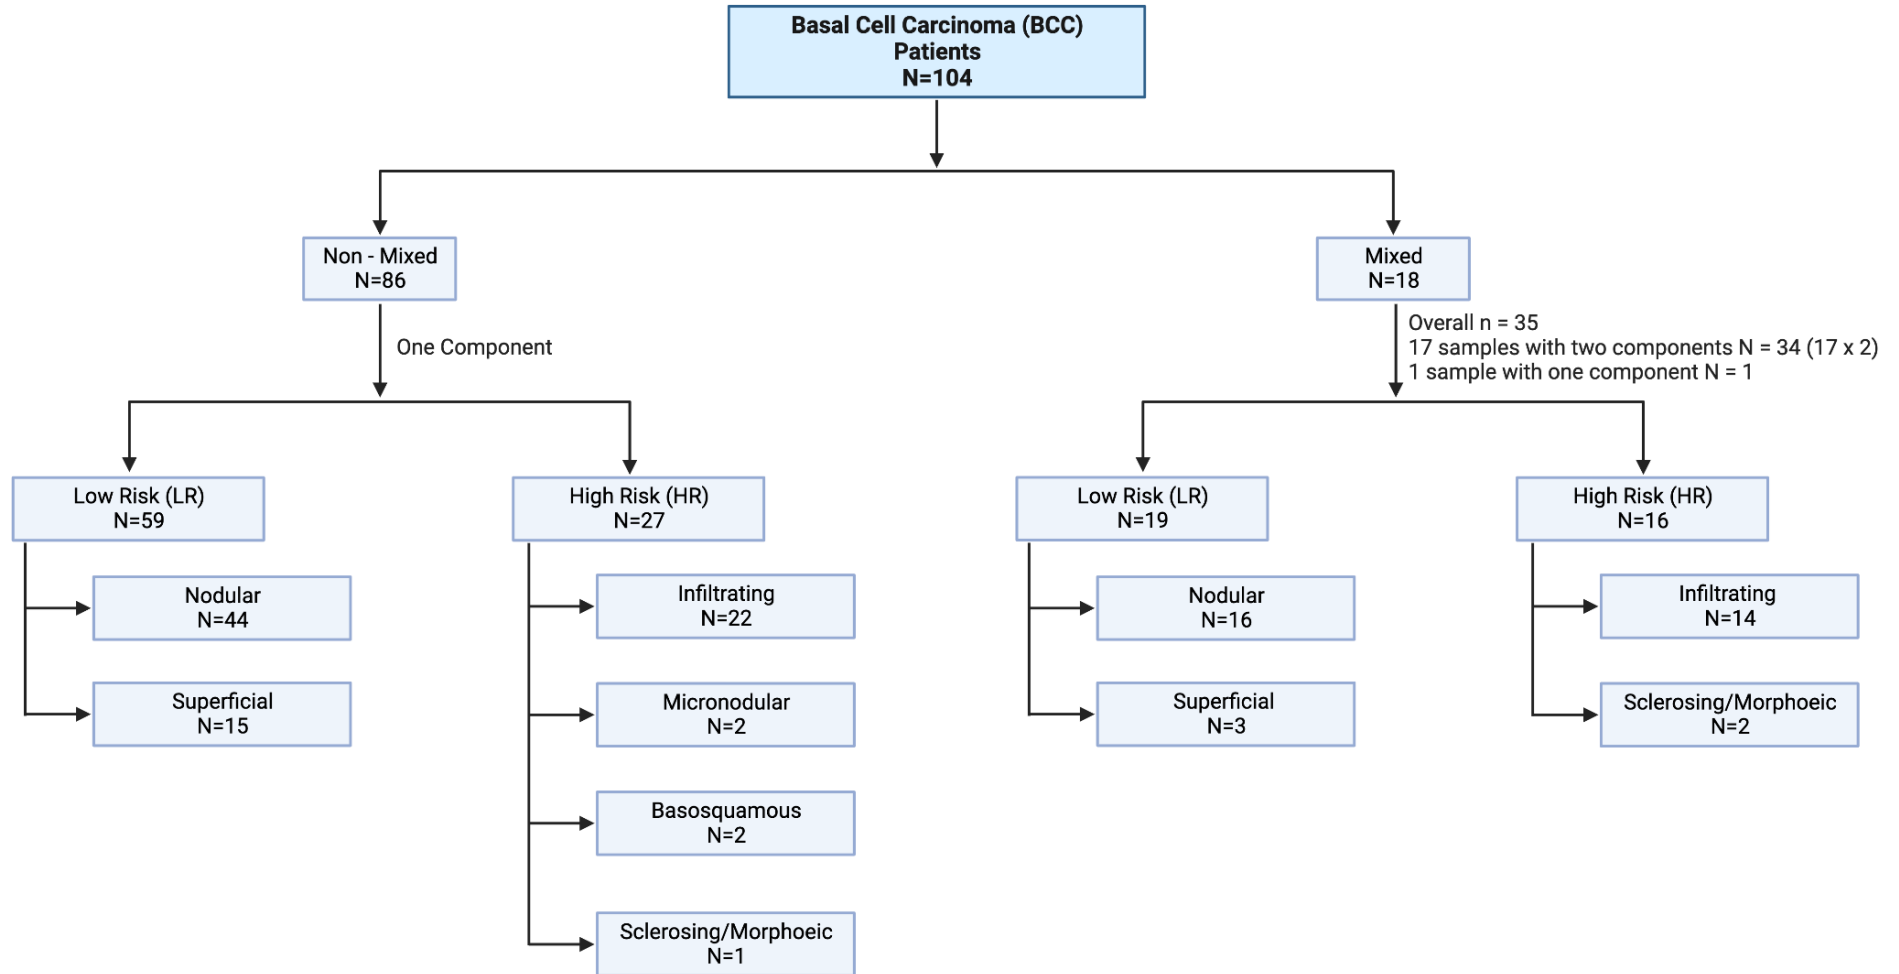 Basal Cell Carcinoma (BCC)
Patients
N=104
Non - Mixed
N=86
Mixed
N=18
One Component
Overall n = 35
17 samples with two components N = 34 (17 x 2)
1 sample with one component N = 1
Low Risk (LR)
N=59
High Risk (HR)
N=27
Low Risk (LR)
N=19
High Risk (HR)
N=16
Nodular
N=44
Superficial
N=15
Infiltrating
N=22
Micronodular
N=2
Basosquamous
N=2
Sclerosing/Morphoeic
N=1
Nodular
N=16
Superficial
N=3
Infiltrating
N=14
Sclerosing/Morphoeic
N=2